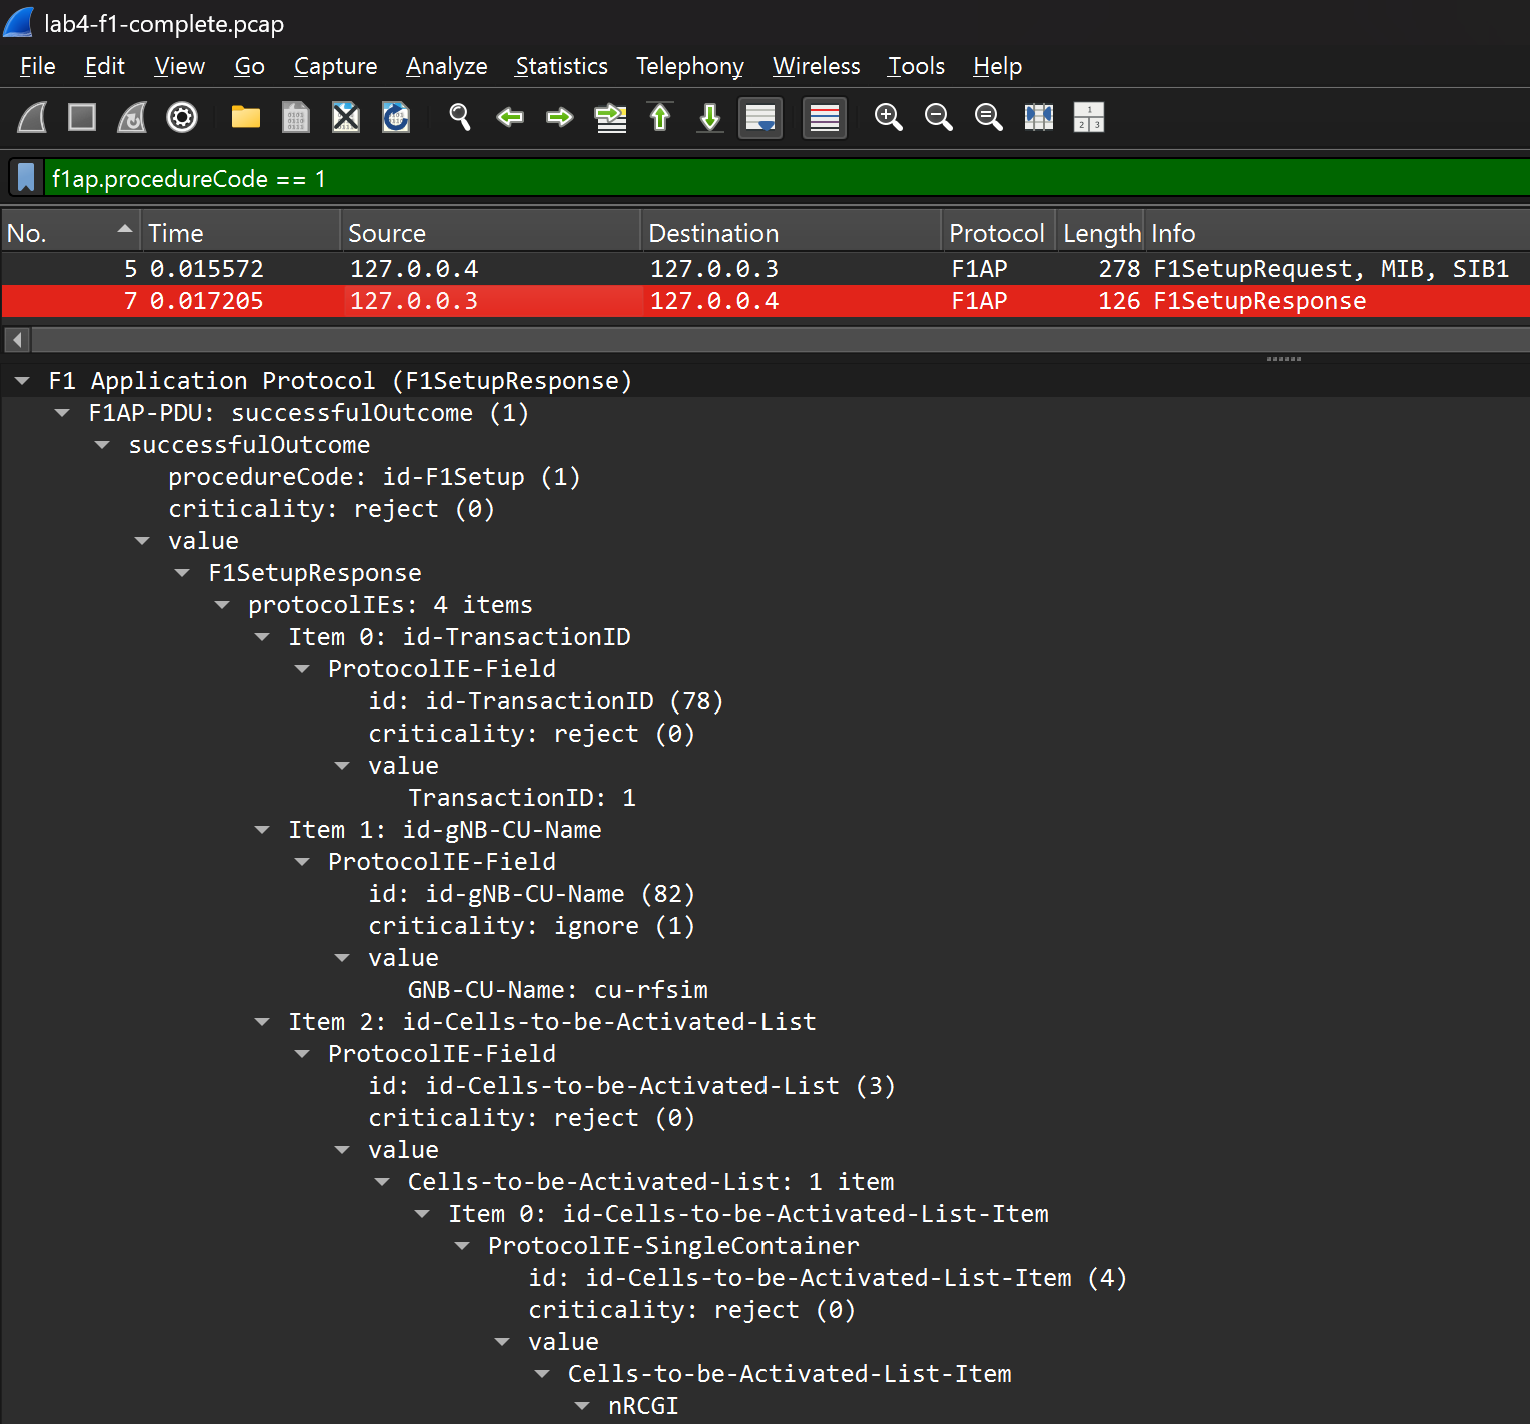 lab4-f1-complete.pcap
File Edit View Go Capture Analyze Statistics Telephony Wireless Tools Help
f1ap.procedureCode == 1
No. Time Source Destination Protocol Length Info
5 0.015572 127.0.0.4 127.0.0.3 F1AP 278 F1SetupRequest, MIB, SIB1
7 0.017205 127.0.0.3 127.0.0.4 F1AP 126 F1SetupResponse
F1 Application Protocol (F1SetupResponse)
F1AP-PDU: successfulOutcome (1)
successfulOutcome
procedureCode: id-F1Setup (1)
criticality: reject (0)
value
F1SetupResponse
protocolIEs: 4 items
Item 0: id-TransactionID
ProtocolIE-Field
id: id-TransactionID (78)
criticality: reject (0)
value
TransactionID: 1
Item 1: id-gNB-CU-Name
ProtocolIE-Field
id: id-gNB-CU-Name (82)
criticality: ignore (1)
value
GNB-CU-Name: cu-rfsim
Item 2: id-Cells-to-be-Activated-List
ProtocolIE-Field
id: id-Cells-to-be-Activated-List (3)
criticality: reject (0)
value
Cells-to-be-Activated-List: 1 item
Item 0: id-Cells-to-be-Activated-List-Item
ProtocolIE-SingleContainer
id: id-Cells-to-be-Activated-List-Item (4)
criticality: reject (0)
value
Cells-to-be-Activated-List-Item
nRCGI